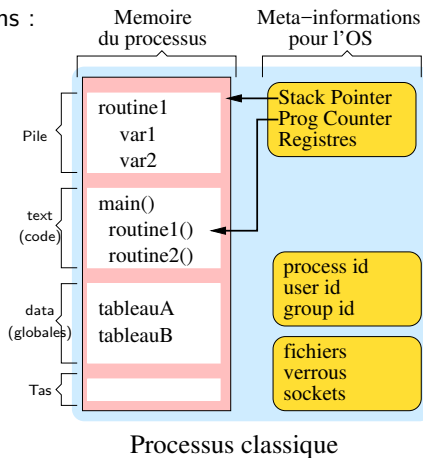 ns :
Memoire
du processus
Meta−informations
pour l'OS
Pile
routine1
var1
var2
Stack Pointer
Prog Counter
Registres
text
(code)
main()
routine1()
routine2()
process id
user id
group id
data
(globales)
tableauA
tableauB
fichiers
verrous
sockets
Tas
Processus classique